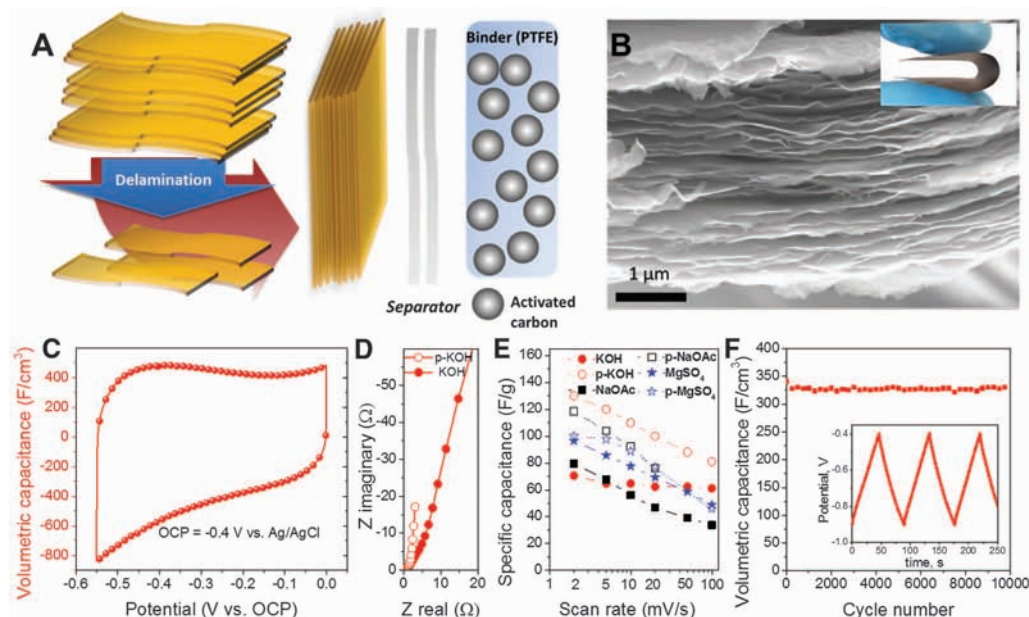 A
Delamination
Binder (PTFE)
Separator
Activated
carbon
B
1 µm
C
Volumetric capacitance (F/cm³)
400
200
0
-200
-400
-600
-800
OCP = -0.4 V vs. Ag/AgCl
-0.6 -0.5 -0.4 -0.3 -0.2 -0.1 0.0
Potential (V vs. OCP)
D
Z imaginary (Ω)
-50
-40
-30
-20
-10
0
p-KOH
KOH
0 10 20
Z real (Ω)
E
Specific capacitance (F/g)
160
140
120
100
80
60
40
20
0
KOH
p-KOH
NaOAc
p-NaOAc
MgSO₄
p-MgSO₄
2 5 10 20 50 100
Scan rate (mV/s)
F
Volumetric capacitance (F/cm³)
400
350
300
250
200
150
100
50
0
Potential, V
-0.4
-0.6
-0.8
-1.0
0 50 100 150 200 250
time, s
0 2000 4000 6000 8000 10000
Cycle number